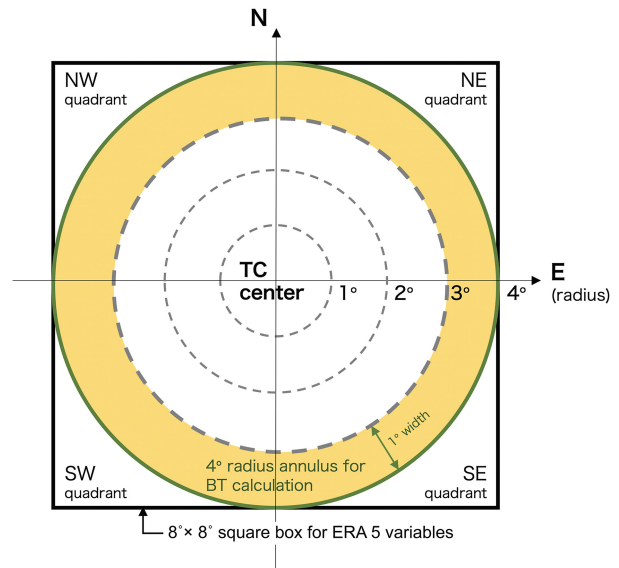 N
NW
quadrant
NE
quadrant
TC
center
1°
2°
3°
4°
E
(radius)
1° width
4° radius annulus for
BT calculation
SW
quadrant
SE
quadrant
8°× 8° square box for ERA 5 variables